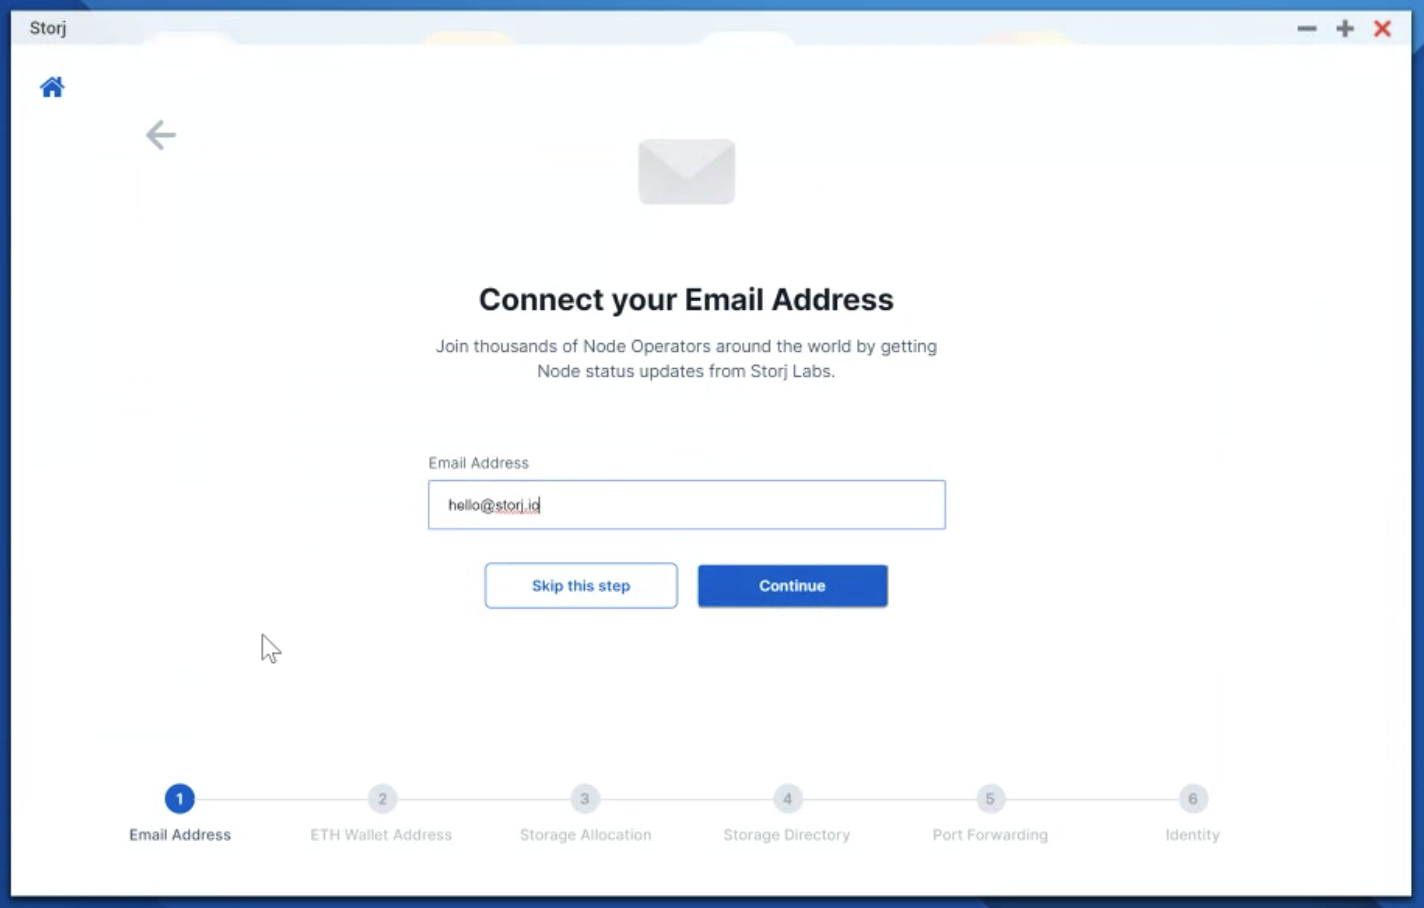 Storj
Connect your Email Address
Join thousands of Node Operators around the world by getting
Node status updates from Storj Labs.
Email Address
hello@storj.io
Skip this step
Continue
1
2
3
4
5
6
Email Address
ETH Wallet Address
Storage Allocation
Storage Directory
Port Forwarding
Identity